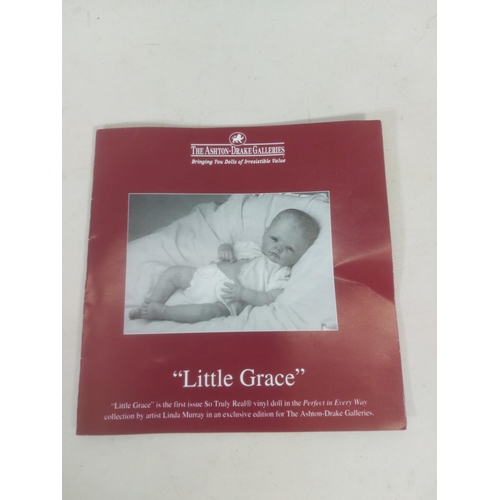 THE ASHTON-DRAKE GALLERIES
Bringing You Dolls of Irresistible Value
"Little Grace"
"Little Grace" is the first issue So Truly Real® vinyl doll in the Perfect in Every Way
collection by artist Linda Murray in an exclusive edition for The Ashton-Drake Galleries.